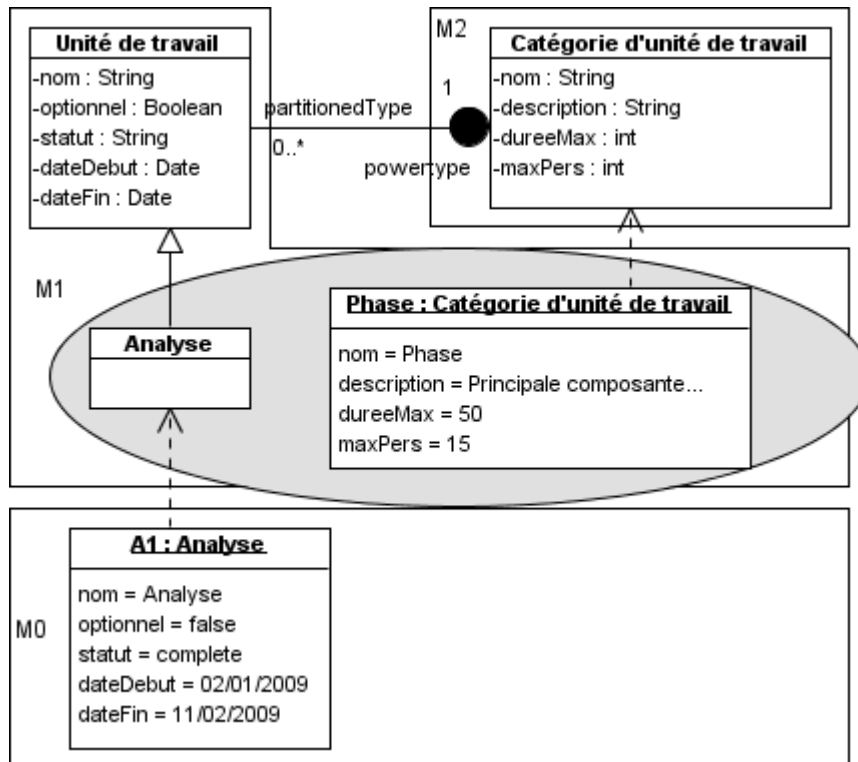 Unité de travail
-nom : String
-optionnel : Boolean
-statut : String
-dateDebut : Date
-dateFin : Date
partitionedType
0..*
1
powertype
M2
Catégorie d'unité de travail
-nom : String
-description : String
-dureeMax : int
-maxPers : int
M1
Analyse
Phase : Catégorie d'unité de travail
nom = Phase
description = Principale composante...
dureeMax = 50
maxPers = 15
M0
A1 : Analyse
nom = Analyse
optionnel = false
statut = complete
dateDebut = 02/01/2009
dateFin = 11/02/2009